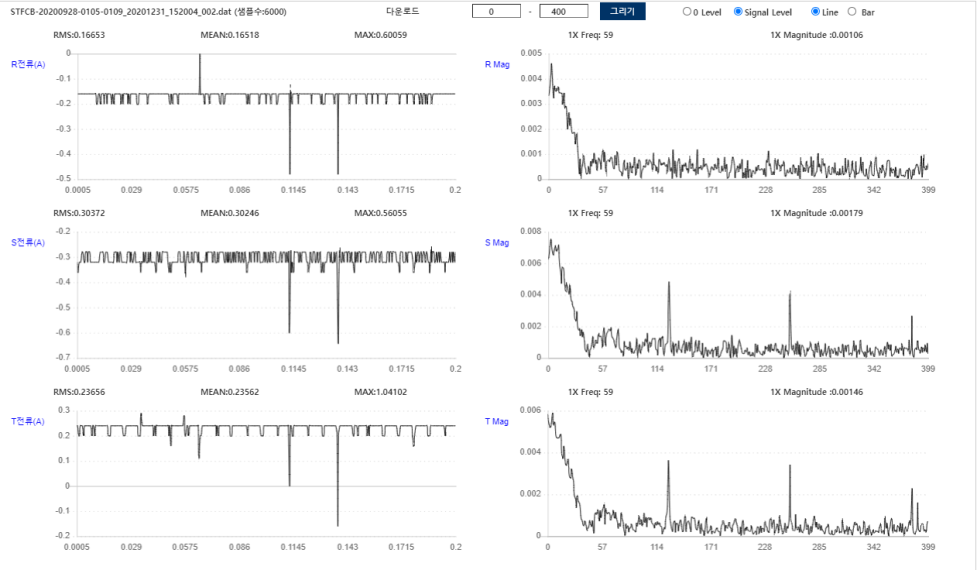 STFCB-20200928-0105-0109_20201231_152004_002.dat (샘플수:6000) 다운로드 0 - 400 그리기 0 Level Signal Level Line Bar
RMS:0.16653 MEAN:0.16518 MAX:0.60059
R전류(A)
0
-0.1
-0.2
-0.3
-0.4
-0.5
0.0005 0.029 0.0575 0.086 0.1145 0.143 0.1715 0.2
1X Freq: 59 1X Magnitude :0.00106
R Mag
0.005
0.004
0.003
0.002
0.001
0
0 57 114 171 228 285 342 399
RMS:0.30372 MEAN:0.30246 MAX:0.56055
S전류(A)
-0.2
-0.3
-0.4
-0.5
-0.6
-0.7
0.0005 0.029 0.0575 0.086 0.1145 0.143 0.1715 0.2
1X Freq: 59 1X Magnitude :0.00179
S Mag
0.008
0.006
0.004
0.002
0
0 57 114 171 228 285 342 399
RMS:0.23656 MEAN:0.23562 MAX:1.04102
T전류(A)
0.3
0.2
0.1
0
-0.1
-0.2
0.0005 0.029 0.0575 0.086 0.1145 0.143 0.1715 0.2
1X Freq: 59 1X Magnitude :0.00146
T Mag
0.006
0.004
0.002
0
0 57 114 171 228 285 342 399